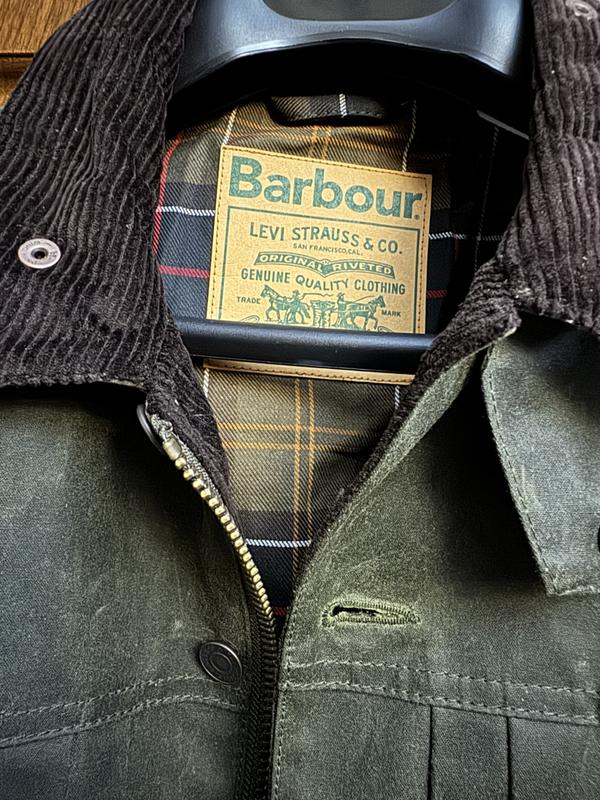 Barbour
LEVI STRAUSS & CO.
SAN FRANCISCO, CAL.
ORIGINAL RIVETED
GENUINE QUALITY CLOTHING
TRADE MARK